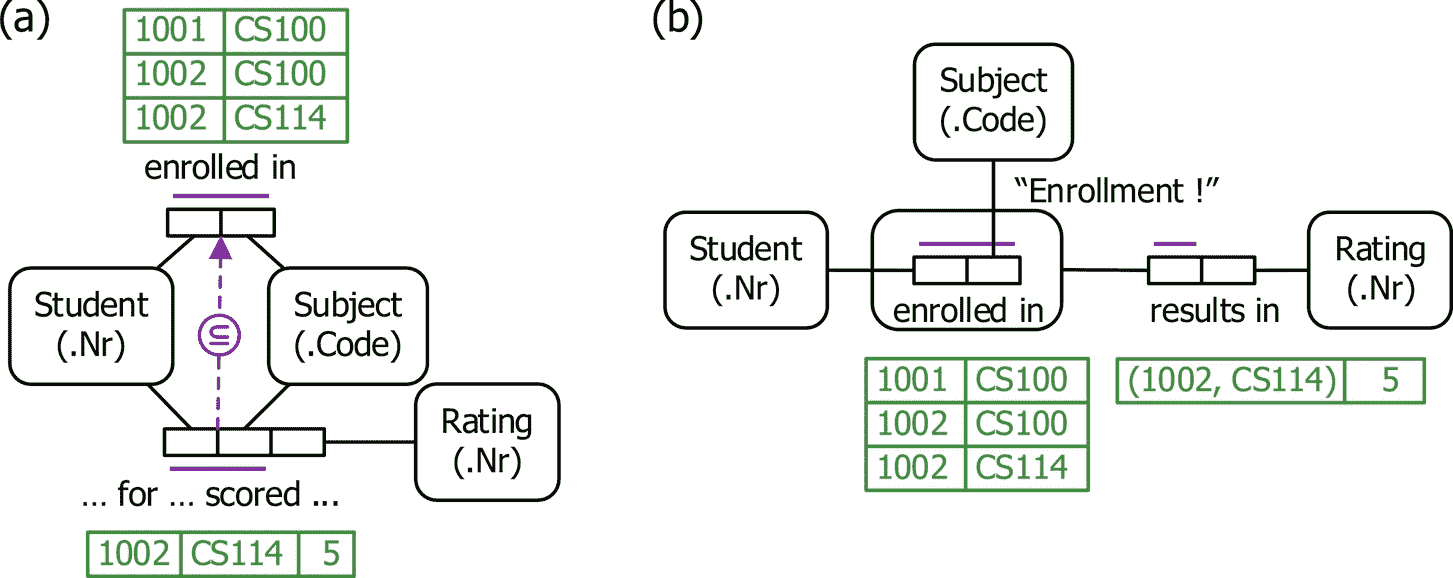 (a)
1001 CS100
1002 CS100
1002 CS114
enrolled in
Student
(.Nr)
⊆
Subject
(.Code)
Rating
(.Nr)
... for ... scored ...
1002 CS114 5
(b)
Subject
(.Code)
“Enrollment !”
Student
(.Nr)
enrolled in
results in
Rating
(.Nr)
1001 CS100
1002 CS100
1002 CS114
(1002, CS114) 5